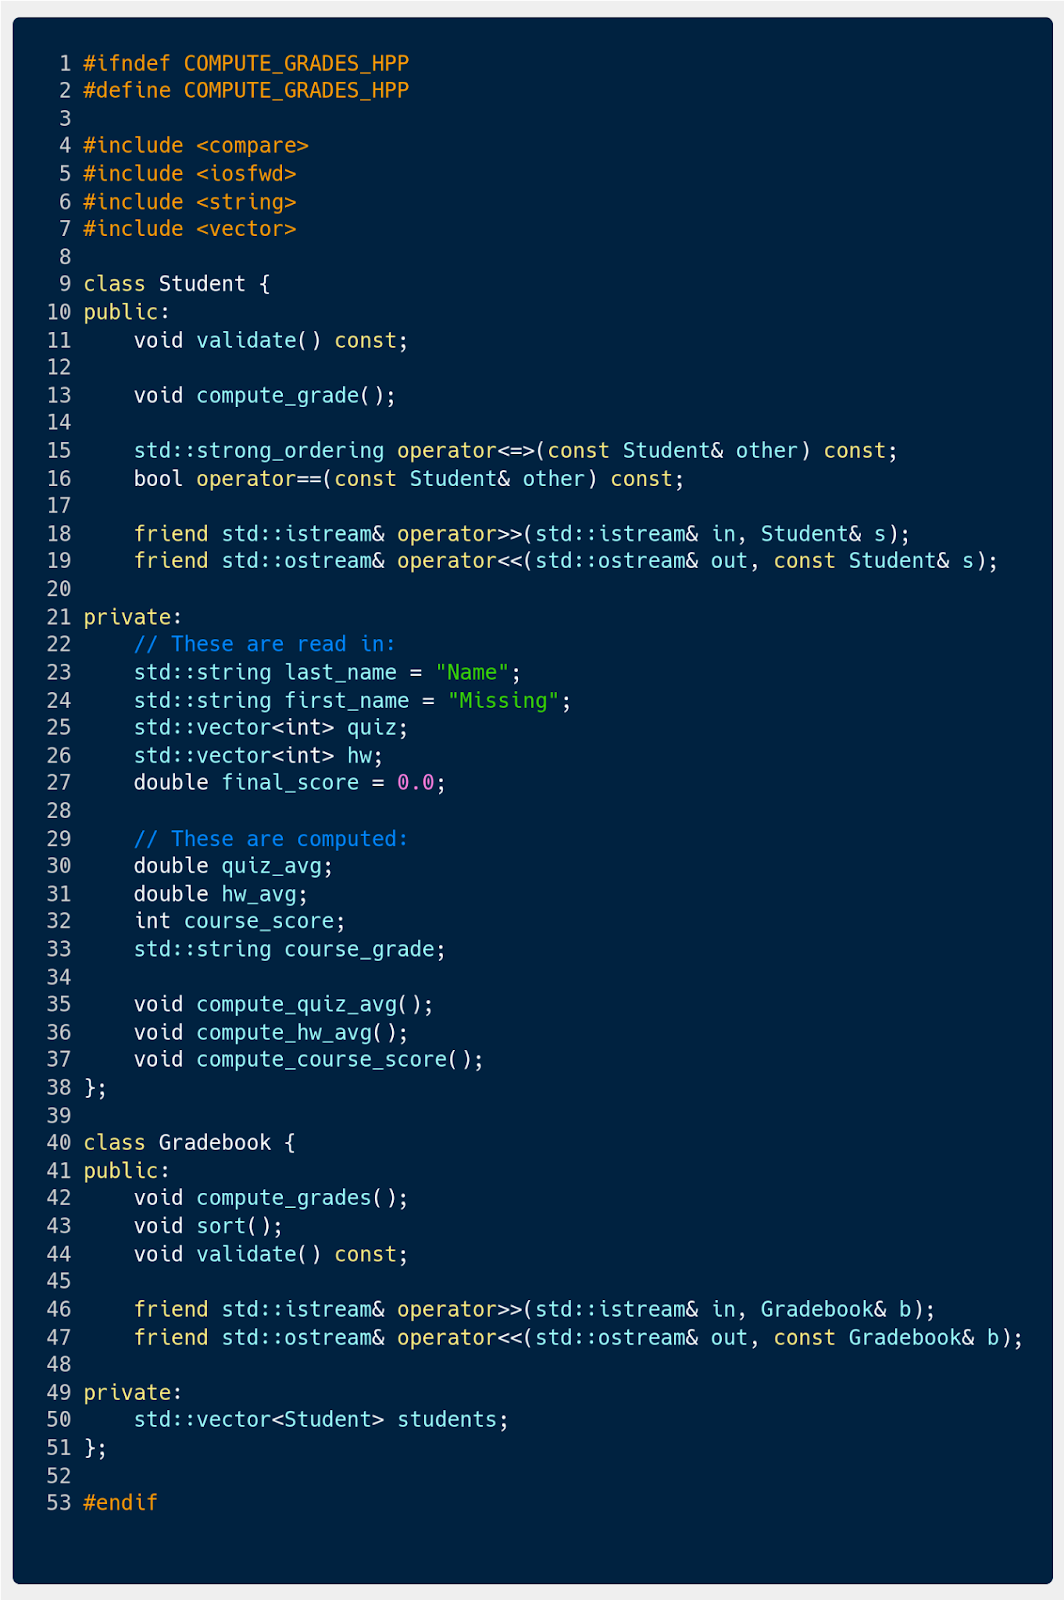 1 #ifndef COMPUTE_GRADES_HPP
2 #define COMPUTE_GRADES_HPP
3
4 #include <compare>
5 #include <iosfwd>
6 #include <string>
7 #include <vector>
8
9 class Student {
10 public:
11     void validate() const;
12
13     void compute_grade();
14
15     std::strong_ordering operator<=>(const Student& other) const;
16     bool operator==(const Student& other) const;
17
18     friend std::istream& operator>>(std::istream& in, Student& s);
19     friend std::ostream& operator<<(std::ostream& out, const Student& s);
20
21 private:
22     // These are read in:
23     std::string last_name = "Name";
24     std::string first_name = "Missing";
25     std::vector<int> quiz;
26     std::vector<int> hw;
27     double final_score = 0.0;
28
29     // These are computed:
30     double quiz_avg;
31     double hw_avg;
32     int course_score;
33     std::string course_grade;
34
35     void compute_quiz_avg();
36     void compute_hw_avg();
37     void compute_course_score();
38 };
39
40 class Gradebook {
41 public:
42     void compute_grades();
43     void sort();
44     void validate() const;
45
46     friend std::istream& operator>>(std::istream& in, Gradebook& b);
47     friend std::ostream& operator<<(std::ostream& out, const Gradebook& b);
48
49 private:
50     std::vector<Student> students;
51 };
52
53 #endif